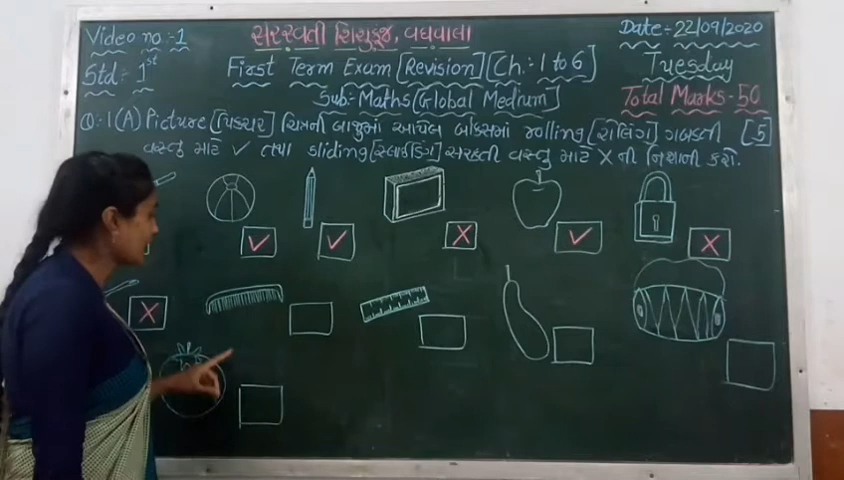 Video no :- 1
સરસ્વતી શિશુકુંજ, વઘવાલા
Date :- 22/09/2020
Std :- 1st
First Term Exam [Revision] [Ch. : 1 to 6]
Tuesday
Sub:- Maths [Global Medium]
Total Marks - 50
Q:-1 (A) Picture [પિક્ચર] ચિત્રની બાજુમાં આપેલ બોક્સમાં rolling [રોલિંગ] ગબડતી [5]
વસ્તુ માટે ✓ તથા sliding [સ્લાઈડિંગ] સરકતી વસ્તુ માટે X ની નિશાની કરો.